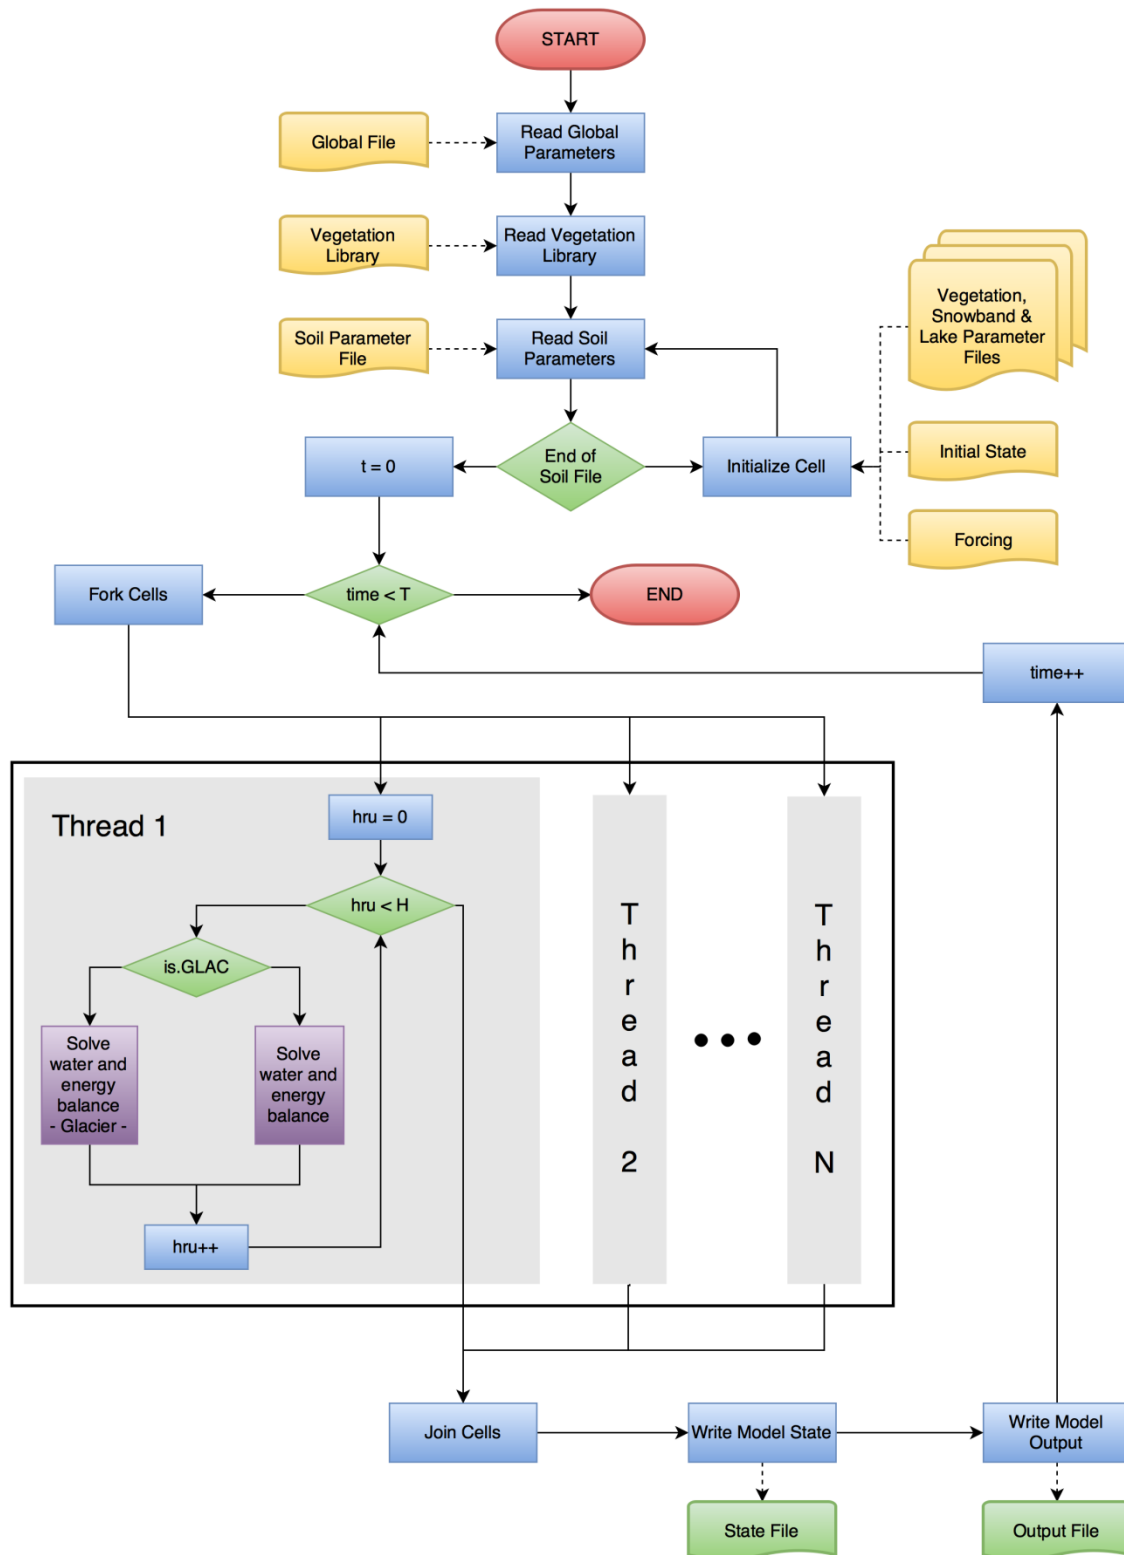 START
Global File
Read Global
Parameters
Vegetation
Library
Read Vegetation
Library
Soil Parameter
File
Read Soil
Parameters
Vegetation,
Snowband &
Lake Parameter
Files
t = 0
End of
Soil File
Initialize Cell
Initial State
Forcing
Fork Cells
time < T
END
time++
Thread 1
hru = 0
hru < H
is.GLAC
Solve
water and
energy
balance
- Glacier -
Solve
water and
energy
balance
hru++
Thread 2
Thread N
Join Cells
Write Model State
Write Model
Output
State File
Output File